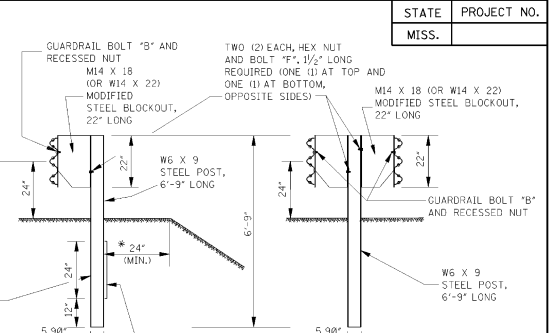 STATE PROJECT NO.
MISS.
GUARDRAIL BOLT "B" AND
RECESSED NUT
M14 X 18
(OR W14 X 22)
MODIFIED
STEEL BLOCKOUT,
22" LONG
TWO (2) EACH, HEX NUT
AND BOLT "F", 1½" LONG
REQUIRED (ONE (1) AT TOP AND
ONE (1) AT BOTTOM,
OPPOSITE SIDES)
M14 X 18 (OR W14 X 22)
MODIFIED STEEL BLOCKOUT,
22" LONG
22"
24"
W6 X 9
STEEL POST,
6'-9" LONG
6'-9"
22"
24"
GUARDRAIL BOLT "B"
AND RECESSED NUT
* 24"
(MIN.)
24"
12"
W6 X 9
STEEL POST,
6'-9" LONG
5.90"
5.90"